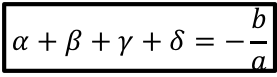 α + β + γ + δ = −b/a